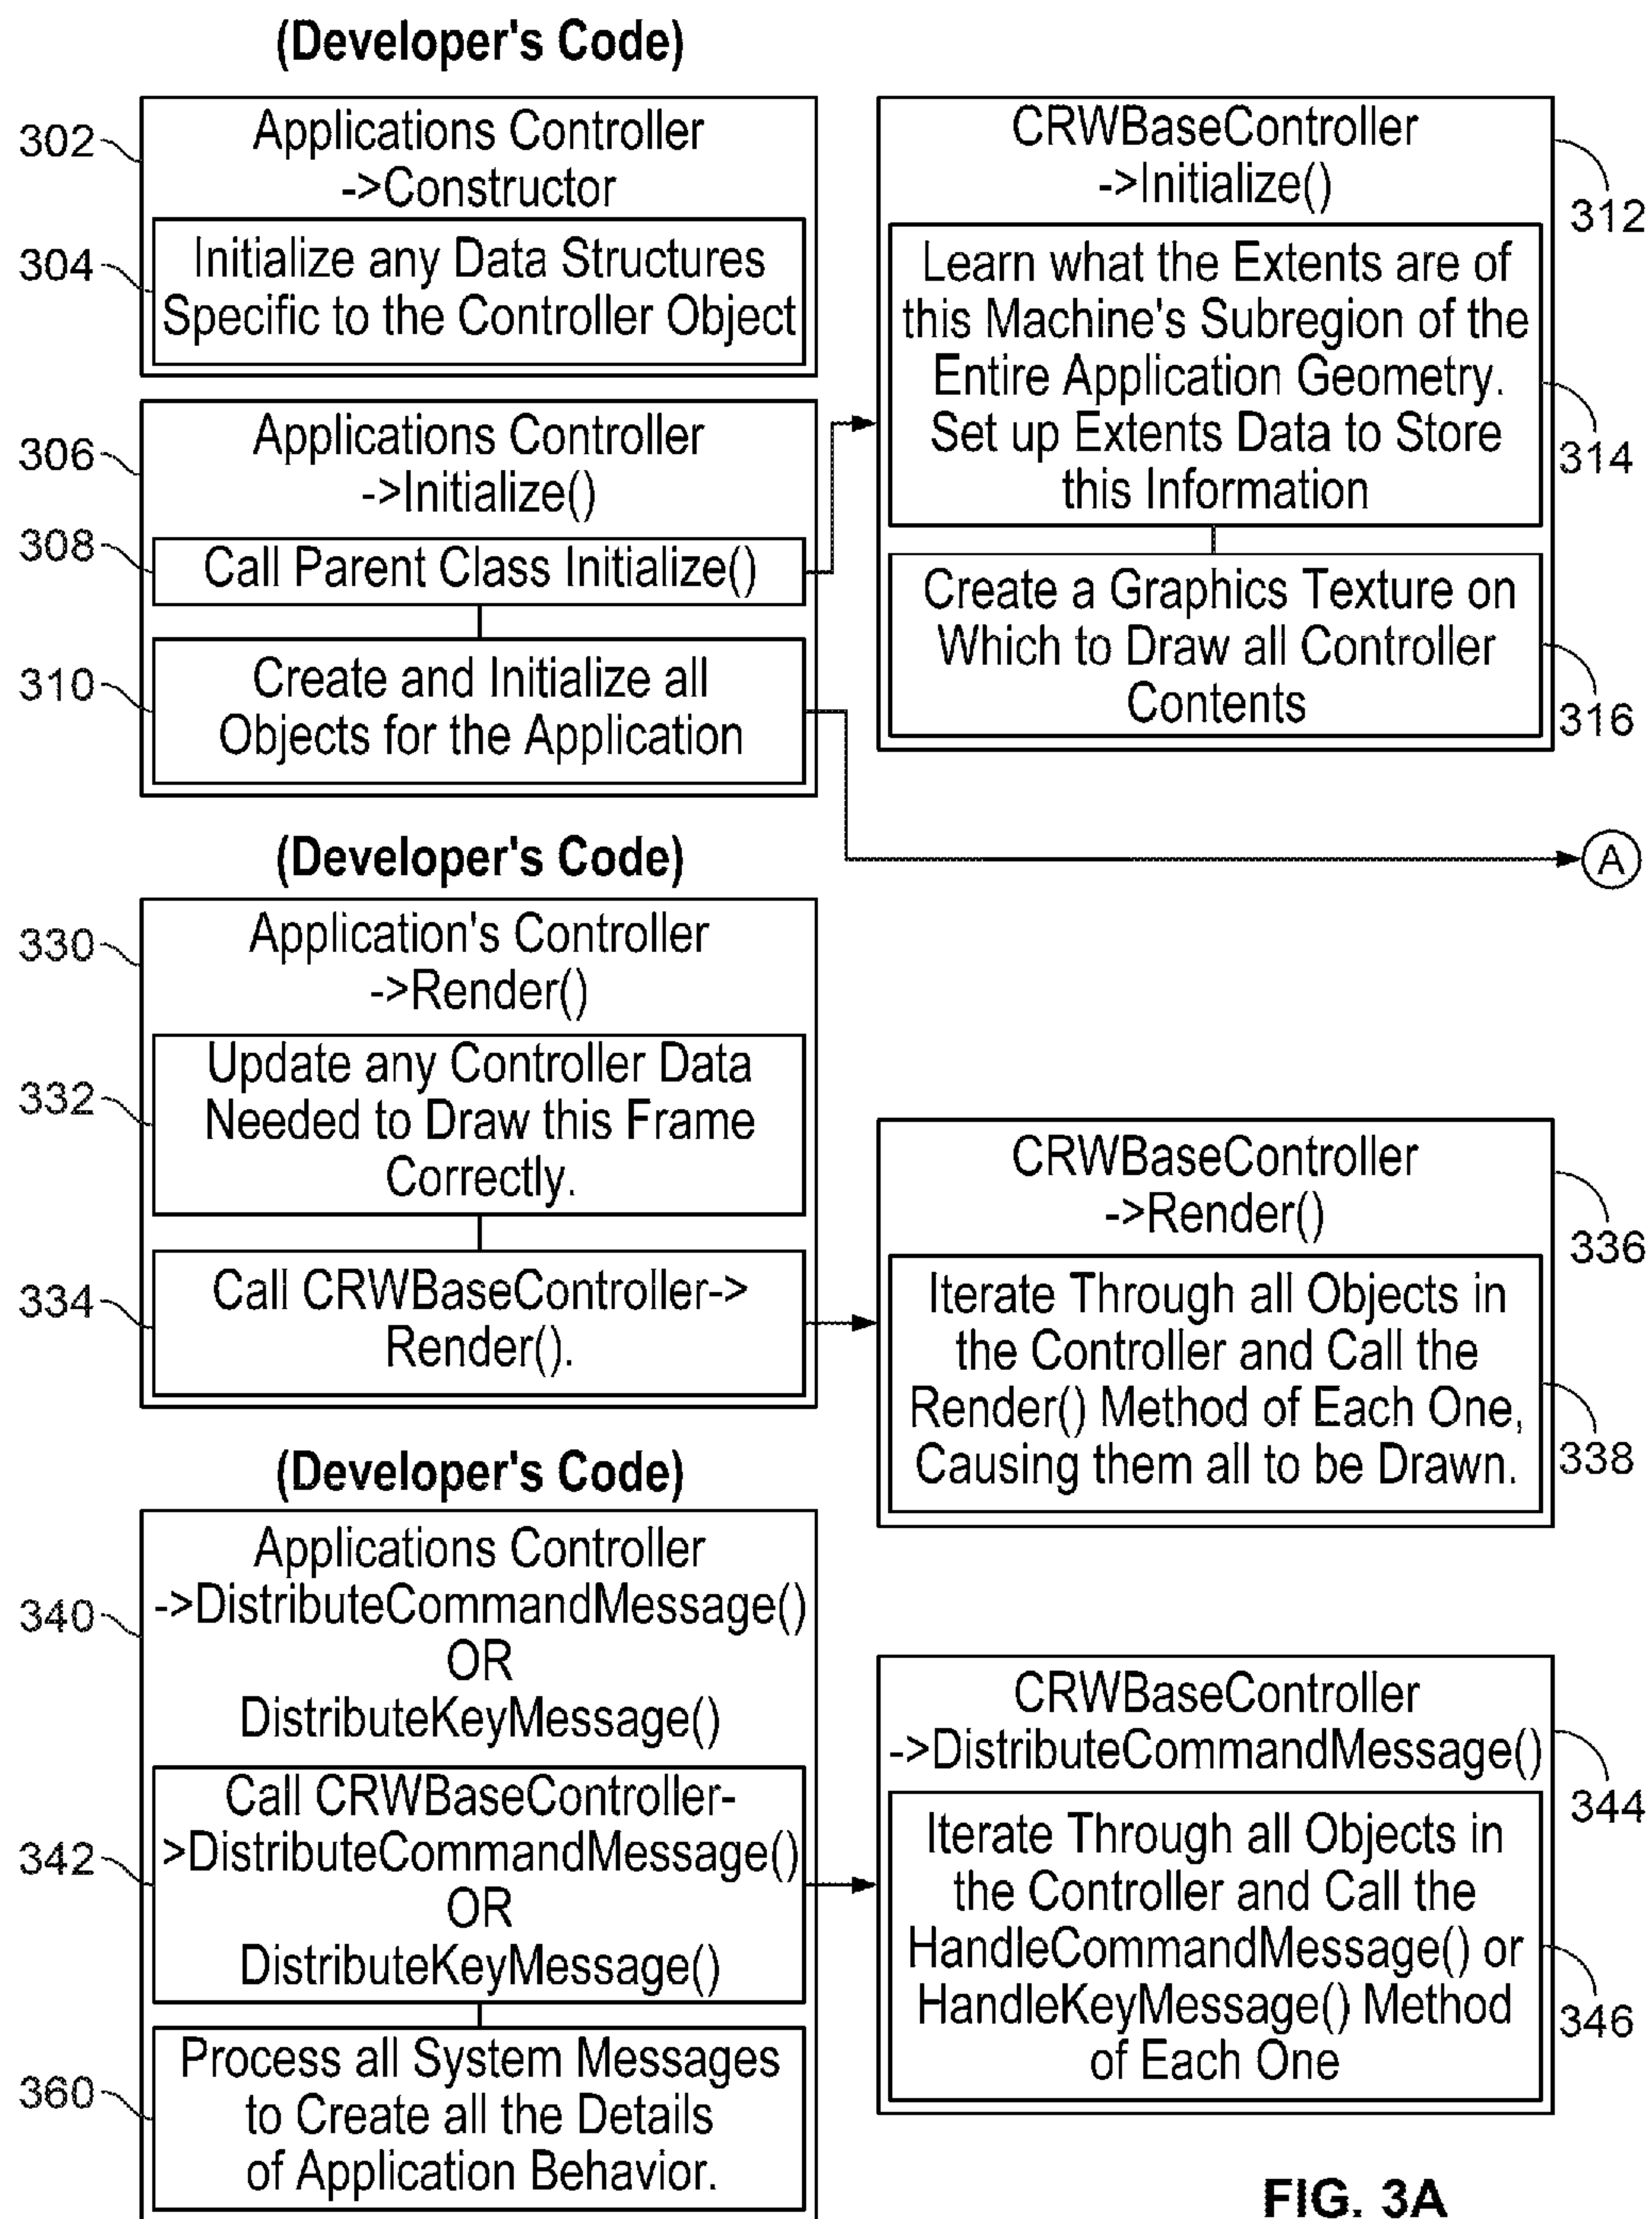 (Developer's Code)
302
Applications Controller
->Constructor
304
Initialize any Data Structures
Specific to the Controller Object
306
Applications Controller
->Initialize()
308
Call Parent Class Initialize()
310
Create and Initialize all
Objects for the Application
CRWBaseController
->Initialize()
312
Learn what the Extents are of
this Machine's Subregion of the
Entire Application Geometry.
Set up Extents Data to Store
this Information
314
Create a Graphics Texture on
Which to Draw all Controller
Contents
316
A
(Developer's Code)
330
Application's Controller
->Render()
332
Update any Controller Data
Needed to Draw this Frame
Correctly.
334
Call CRWBaseController->
Render().
CRWBaseController
->Render()
336
Iterate Through all Objects in
the Controller and Call the
Render() Method of Each One,
Causing them all to be Drawn.
338
(Developer's Code)
340
Applications Controller
->DistributeCommandMessage()
OR
DistributeKeyMessage()
342
Call CRWBaseController-
>DistributeCommandMessage()
OR
DistributeKeyMessage()
360
Process all System Messages
to Create all the Details
of Application Behavior.
CRWBaseController
->DistributeCommandMessage()
344
Iterate Through all Objects in
the Controller and Call the
HandleCommandMessage() or
HandleKeyMessage() Method
of Each One
346
FIG. 3A